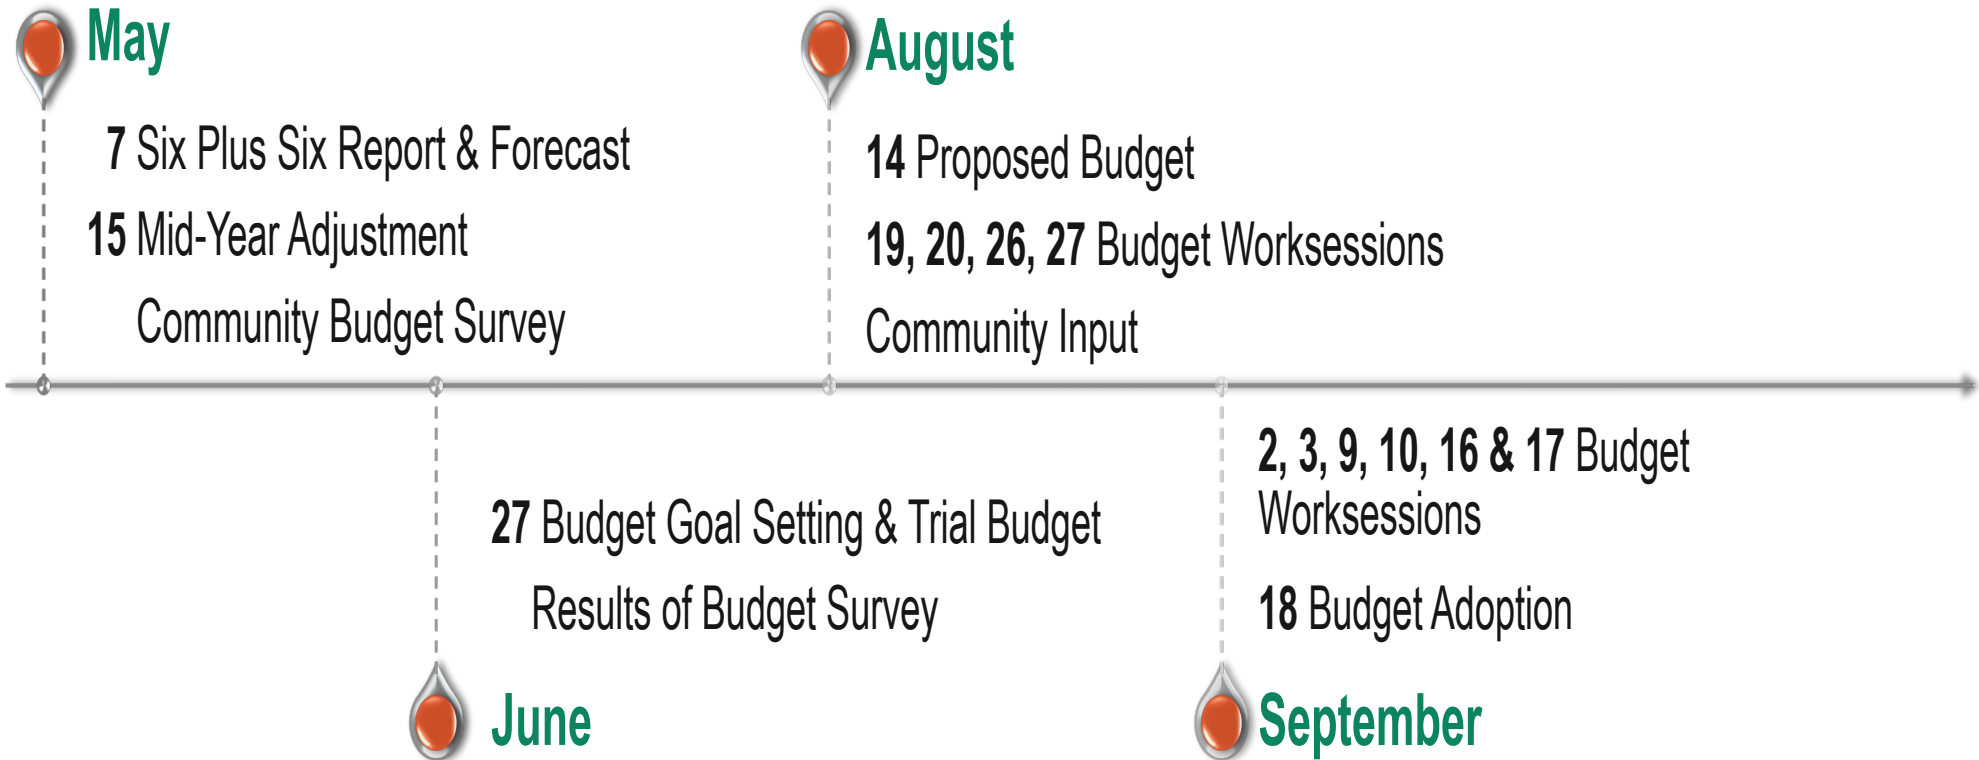 May
7 Six Plus Six Report & Forecast
15 Mid-Year Adjustment
Community Budget Survey
June
27 Budget Goal Setting & Trial Budget
Results of Budget Survey
August
14 Proposed Budget
19, 20, 26, 27 Budget Worksessions
Community Input
September
2, 3, 9, 10, 16 & 17 Budget
Worksessions
18 Budget Adoption